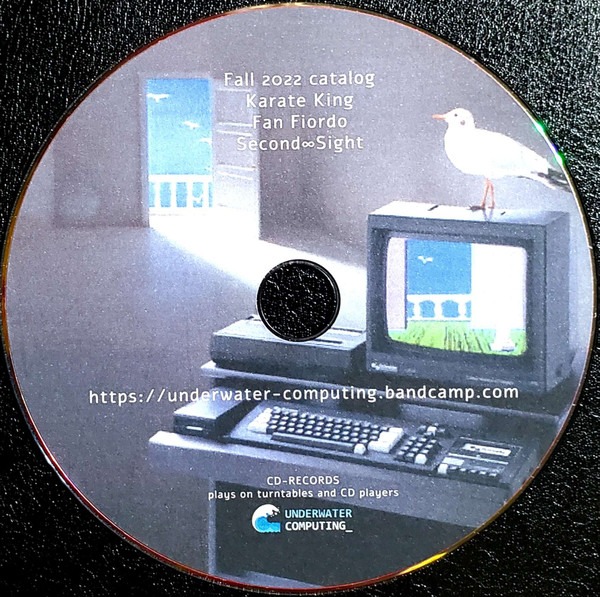 Fall 2022 catalog
Karate King
Fan Fiordo
Second∞Sight
https://underwater-computing.bandcamp.com
CD-RECORDS
plays on turntables and CD players
UNDERWATER
COMPUTING_